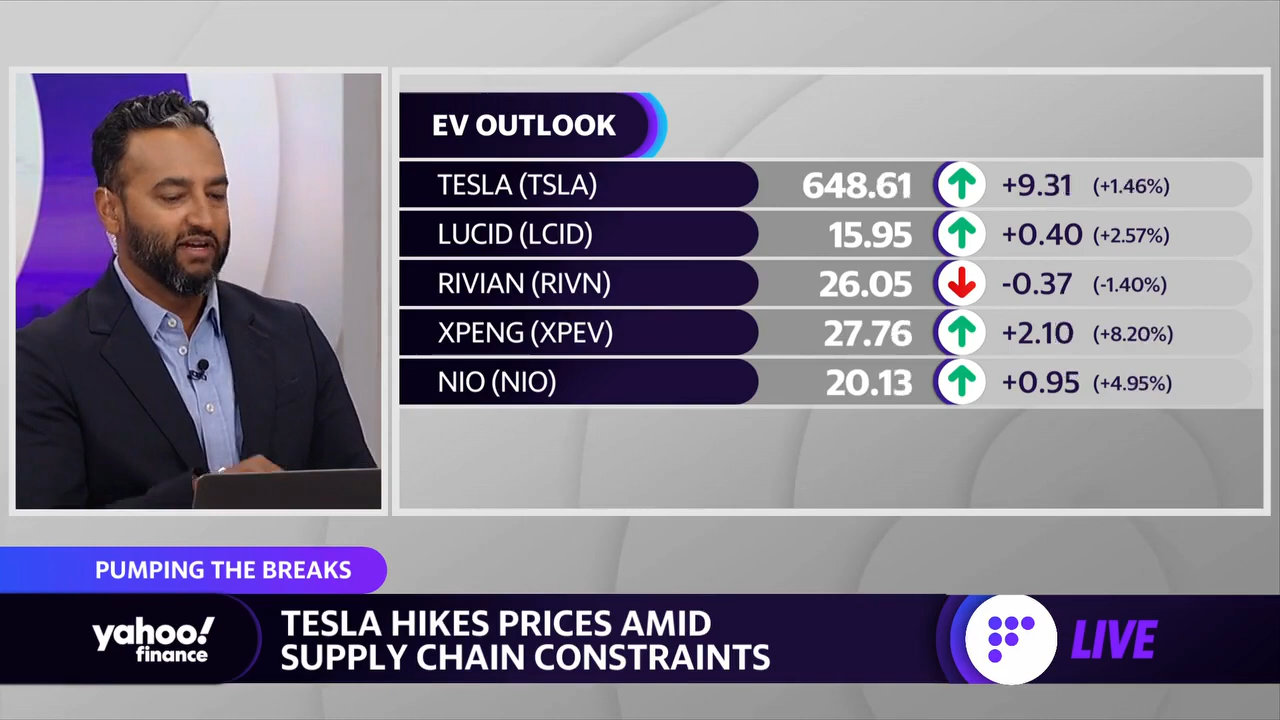 EV OUTLOOK
TESLA (TSLA) 648.61 +9.31 (+1.46%)
LUCID (LCID) 15.95 +0.40 (+2.57%)
RIVIAN (RIVN) 26.05 -0.37 (-1.40%)
XPENG (XPEV) 27.76 +2.10 (+8.20%)
NIO (NIO) 20.13 +0.95 (+4.95%)
PUMPING THE BREAKS
yahoo!
finance
TESLA HIKES PRICES AMID
SUPPLY CHAIN CONSTRAINTS
LIVE